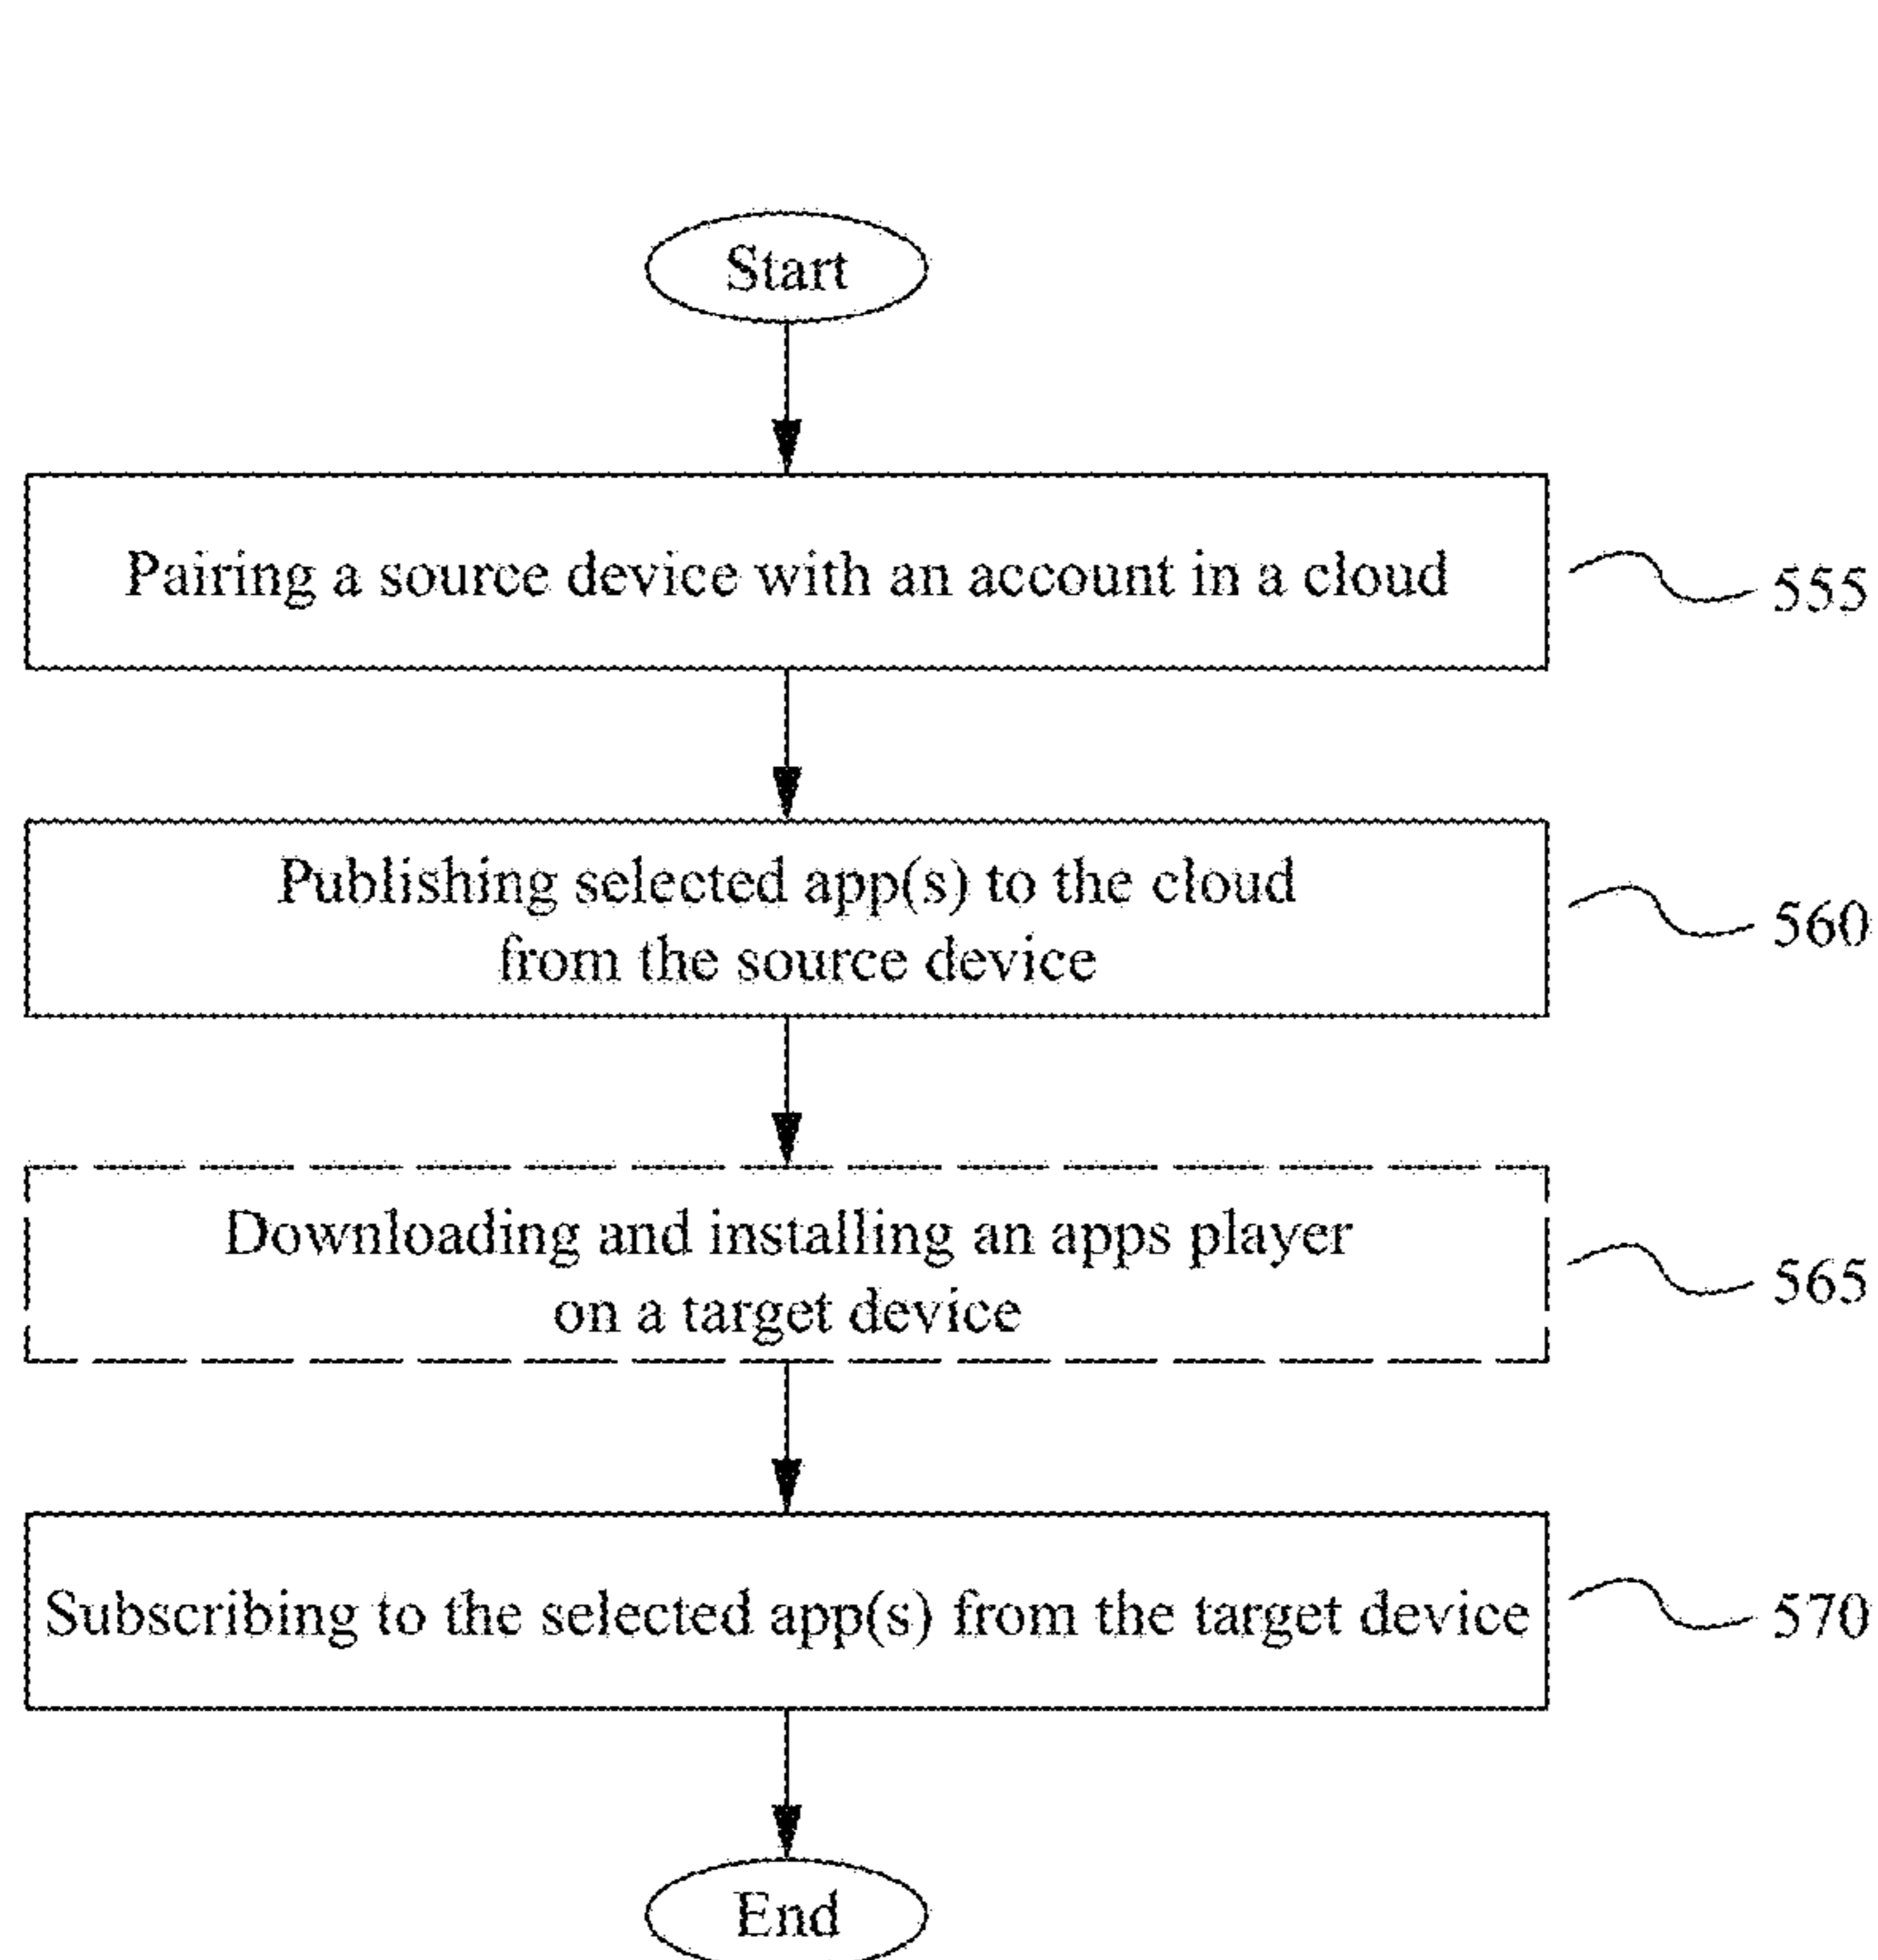 Start
Pairing a source device with an account in a cloud
555
Publishing selected app(s) to the cloud
from the source device
560
Downloading and installing an apps player
on a target device
565
Subscribing to the selected app(s) from the target device
570
End